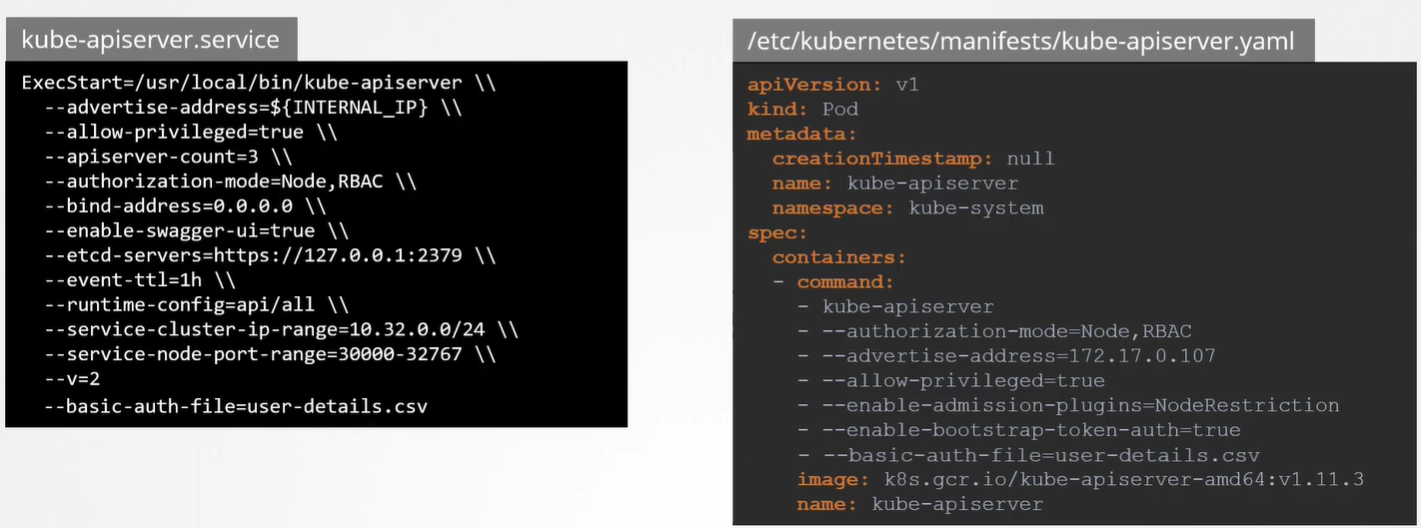 kube-apiserver.service
ExecStart=/usr/local/bin/kube-apiserver \\
--advertise-address=${INTERNAL_IP} \\
--allow-privileged=true \\
--apiserver-count=3 \\
--authorization-mode=Node,RBAC \\
--bind-address=0.0.0.0 \\
--enable-swagger-ui=true \\
--etcd-servers=https://127.0.0.1:2379 \\
--event-ttl=1h \\
--runtime-config=api/all \\
--service-cluster-ip-range=10.32.0.0/24 \\
--service-node-port-range=30000-32767 \\
--v=2
--basic-auth-file=user-details.csv
/etc/kubernetes/manifests/kube-apiserver.yaml
apiVersion: v1
kind: Pod
metadata:
  creationTimestamp: null
  name: kube-apiserver
  namespace: kube-system
spec:
  containers:
  - command:
    - kube-apiserver
    - --authorization-mode=Node,RBAC
    - --advertise-address=172.17.0.107
    - --allow-privileged=true
    - --enable-admission-plugins=NodeRestriction
    - --enable-bootstrap-token-auth=true
    - --basic-auth-file=user-details.csv
    image: k8s.gcr.io/kube-apiserver-amd64:v1.11.3
    name: kube-apiserver